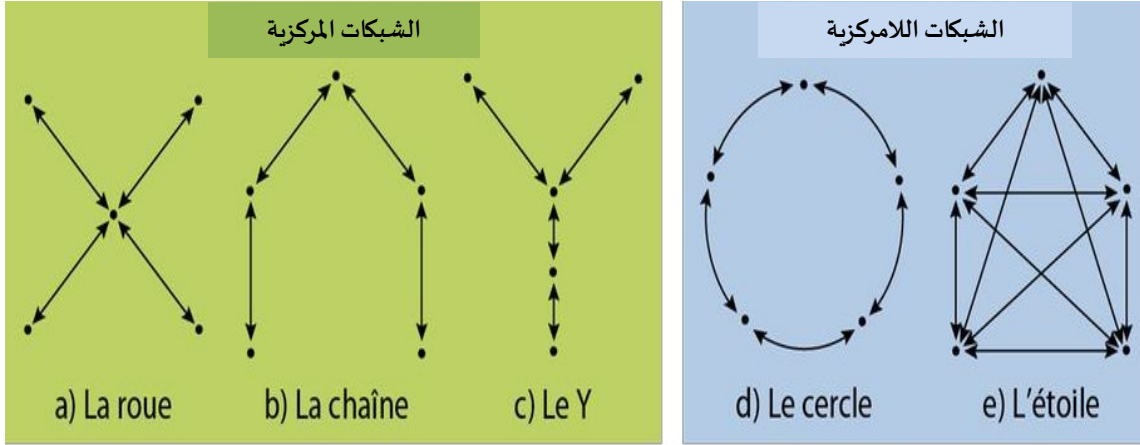 الشبكات المركزية
a) La roue
b) La chaîne
c) Le Y
الشبكات اللامركزية
d) Le cercle
e) L'étoile